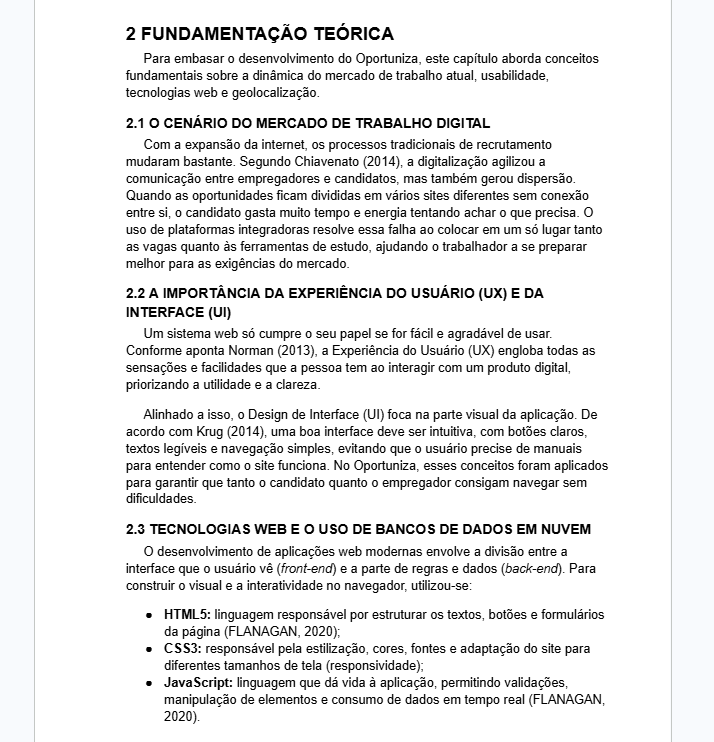 2 FUNDAMENTAÇÃO TEÓRICA
Para embasar o desenvolvimento do Oportuniza, este capítulo aborda conceitos
fundamentais sobre a dinâmica do mercado de trabalho atual, usabilidade,
tecnologias web e geolocalização.
2.1 O CENÁRIO DO MERCADO DE TRABALHO DIGITAL
Com a expansão da internet, os processos tradicionais de recrutamento
mudaram bastante. Segundo Chiavenato (2014), a digitalização agilizou a
comunicação entre empregadores e candidatos, mas também gerou dispersão.
Quando as oportunidades ficam divididas em vários sites diferentes sem conexão
entre si, o candidato gasta muito tempo e energia tentando achar o que precisa. O
uso de plataformas integradoras resolve essa falha ao colocar em um só lugar tanto
as vagas quanto às ferramentas de estudo, ajudando o trabalhador a se preparar
melhor para as exigências do mercado.
2.2 A IMPORTÂNCIA DA EXPERIÊNCIA DO USUÁRIO (UX) E DA
INTERFACE (UI)
Um sistema web só cumpre o seu papel se for fácil e agradável de usar.
Conforme aponta Norman (2013), a Experiência do Usuário (UX) engloba todas as
sensações e facilidades que a pessoa tem ao interagir com um produto digital,
priorizando a utilidade e a clareza.
Alinhado a isso, o Design de Interface (UI) foca na parte visual da aplicação. De
acordo com Krug (2014), uma boa interface deve ser intuitiva, com botões claros,
textos legíveis e navegação simples, evitando que o usuário precise de manuais
para entender como o site funciona. No Oportuniza, esses conceitos foram aplicados
para garantir que tanto o candidato quanto o empregador consigam navegar sem
dificuldades.
2.3 TECNOLOGIAS WEB E O USO DE BANCOS DE DADOS EM NUVEM
O desenvolvimento de aplicações web modernas envolve a divisão entre a
interface que o usuário vê (front-end) e a parte de regras e dados (back-end). Para
construir o visual e a interatividade no navegador, utilizou-se:
● HTML5: linguagem responsável por estruturar os textos, botões e formulários
da página (FLANAGAN, 2020);
● CSS3: responsável pela estilização, cores, fontes e adaptação do site para
diferentes tamanhos de tela (responsividade);
● JavaScript: linguagem que dá vida à aplicação, permitindo validações,
manipulação de elementos e consumo de dados em tempo real (FLANAGAN,
2020).